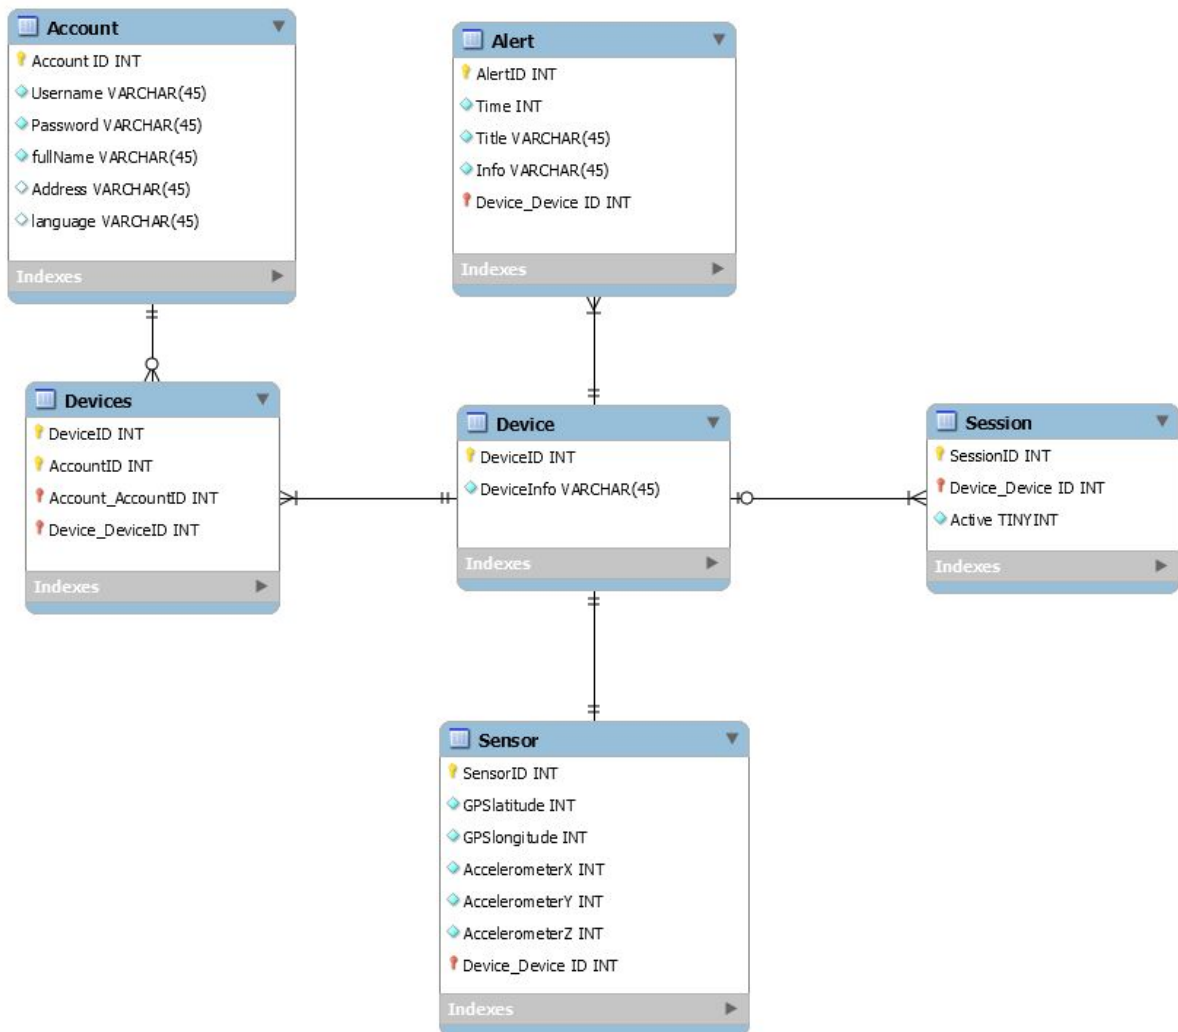 Account
Account ID INT
Username VARCHAR(45)
Password VARCHAR(45)
fullName VARCHAR(45)
Address VARCHAR(45)
language VARCHAR(45)
Indexes
Alert
AlertID INT
Time INT
Title VARCHAR(45)
Info VARCHAR(45)
Device_Device ID INT
Indexes
Devices
DeviceID INT
AccountID INT
Account_AccountID INT
Device_DeviceID INT
Indexes
Device
DeviceID INT
DeviceInfo VARCHAR(45)
Indexes
Session
SessionID INT
Device_Device ID INT
Active TINYINT
Indexes
Sensor
SensorID INT
GPSlatitude INT
GPSlongitude INT
AccelerometerX INT
AccelerometerY INT
AccelerometerZ INT
Device_Device ID INT
Indexes